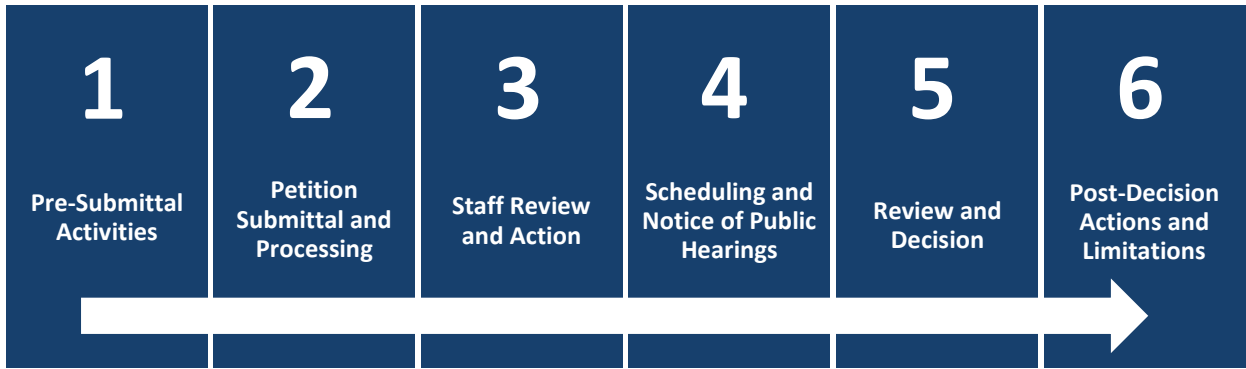 1
Pre-Submittal
Activities
2
Petition
Submittal and
Processing
3
Staff Review
and Action
4
Scheduling and
Notice of Public
Hearings
5
Review and
Decision
6
Post-Decision
Actions and
Limitations